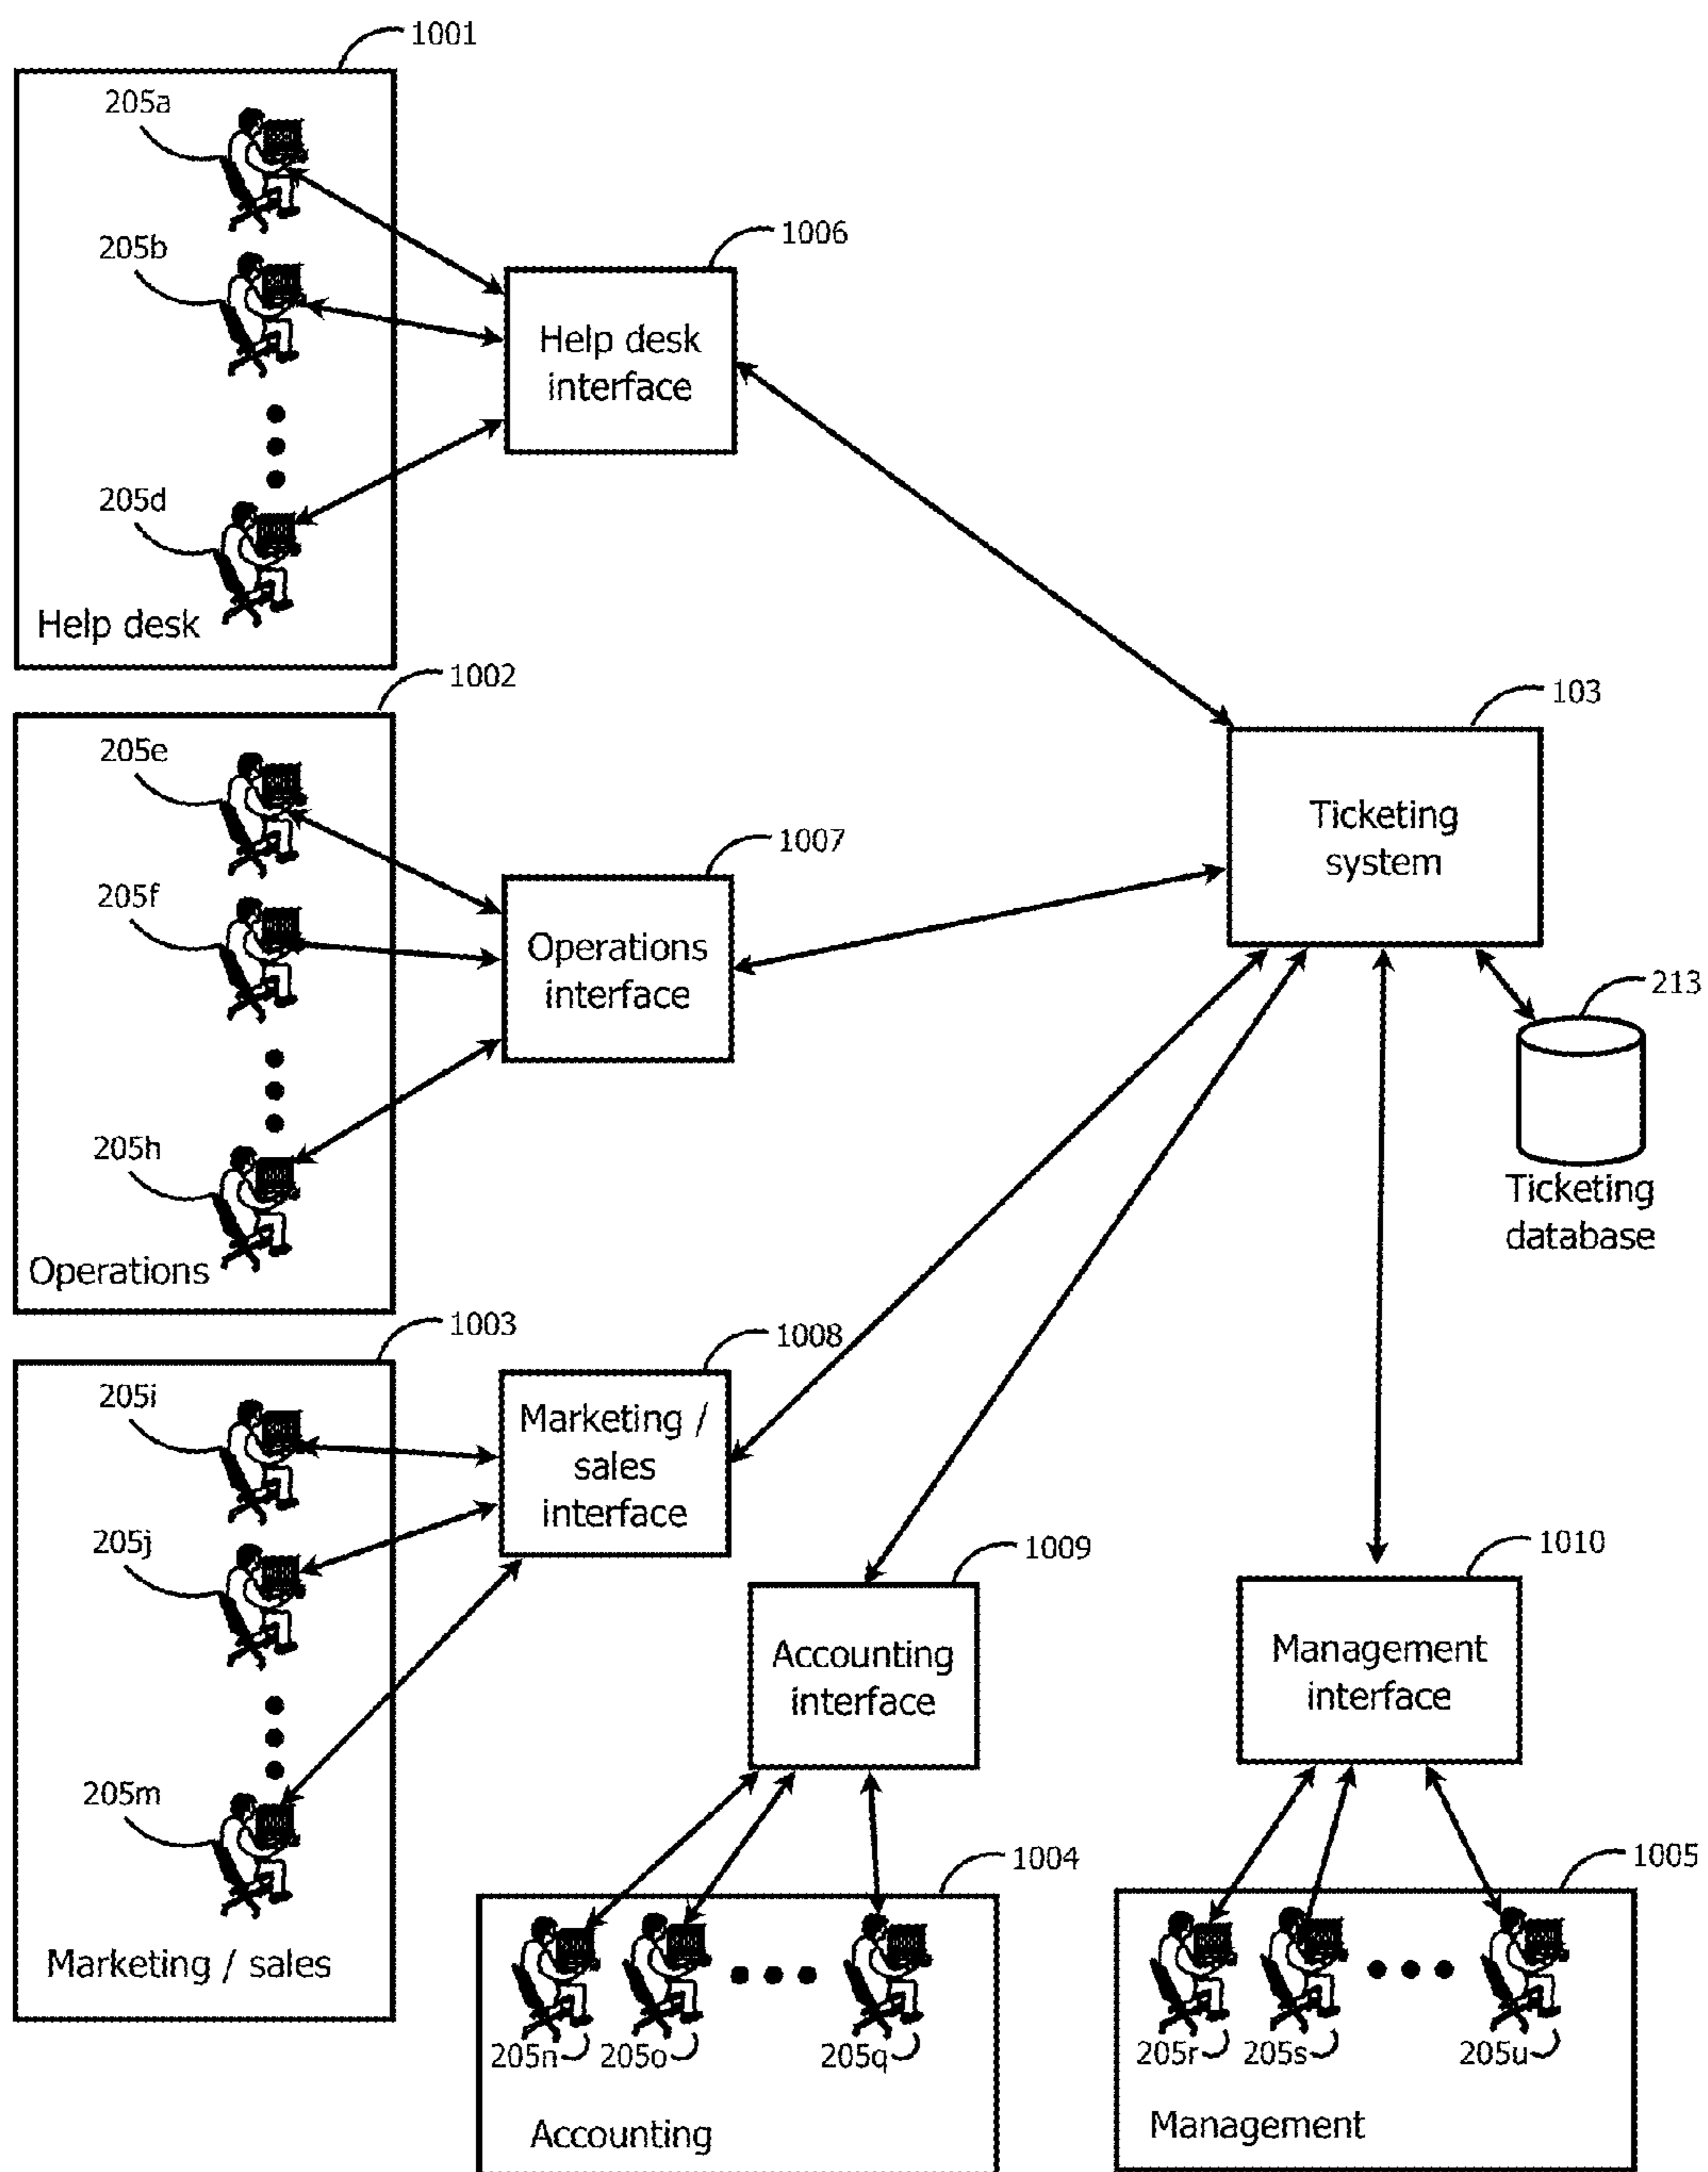 1001
205a
205b
205d
Help desk
1006
Help desk
interface
1002
205e
205f
205h
Operations
1007
Operations
interface
103
Ticketing
system
213
Ticketing
database
1003
205i
205j
205m
Marketing / sales
1008
Marketing /
sales
interface
1009
Accounting
interface
1010
Management
interface
1004
205n
205o
205q
Accounting
1005
205r
205s
205u
Management